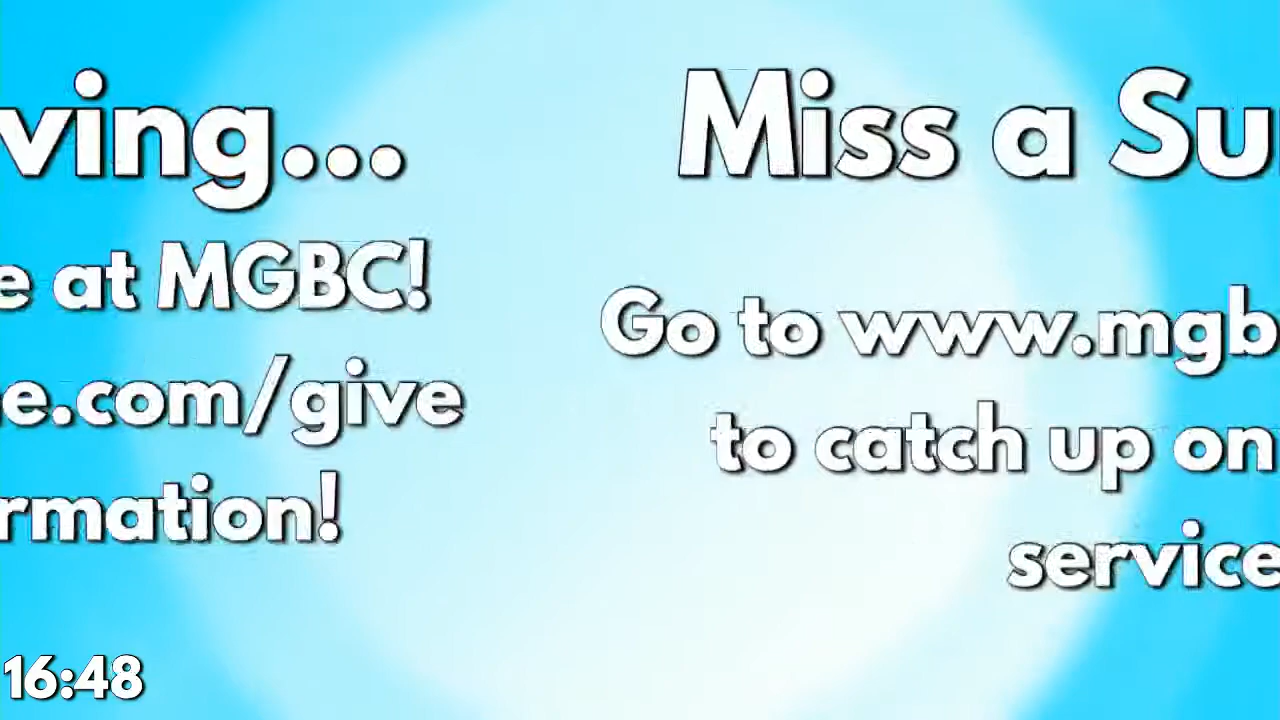 ving...
e at MGBC!
e.com/give
rmation!
Miss a Su
Go to www.mgb
to catch up on
service
16:48